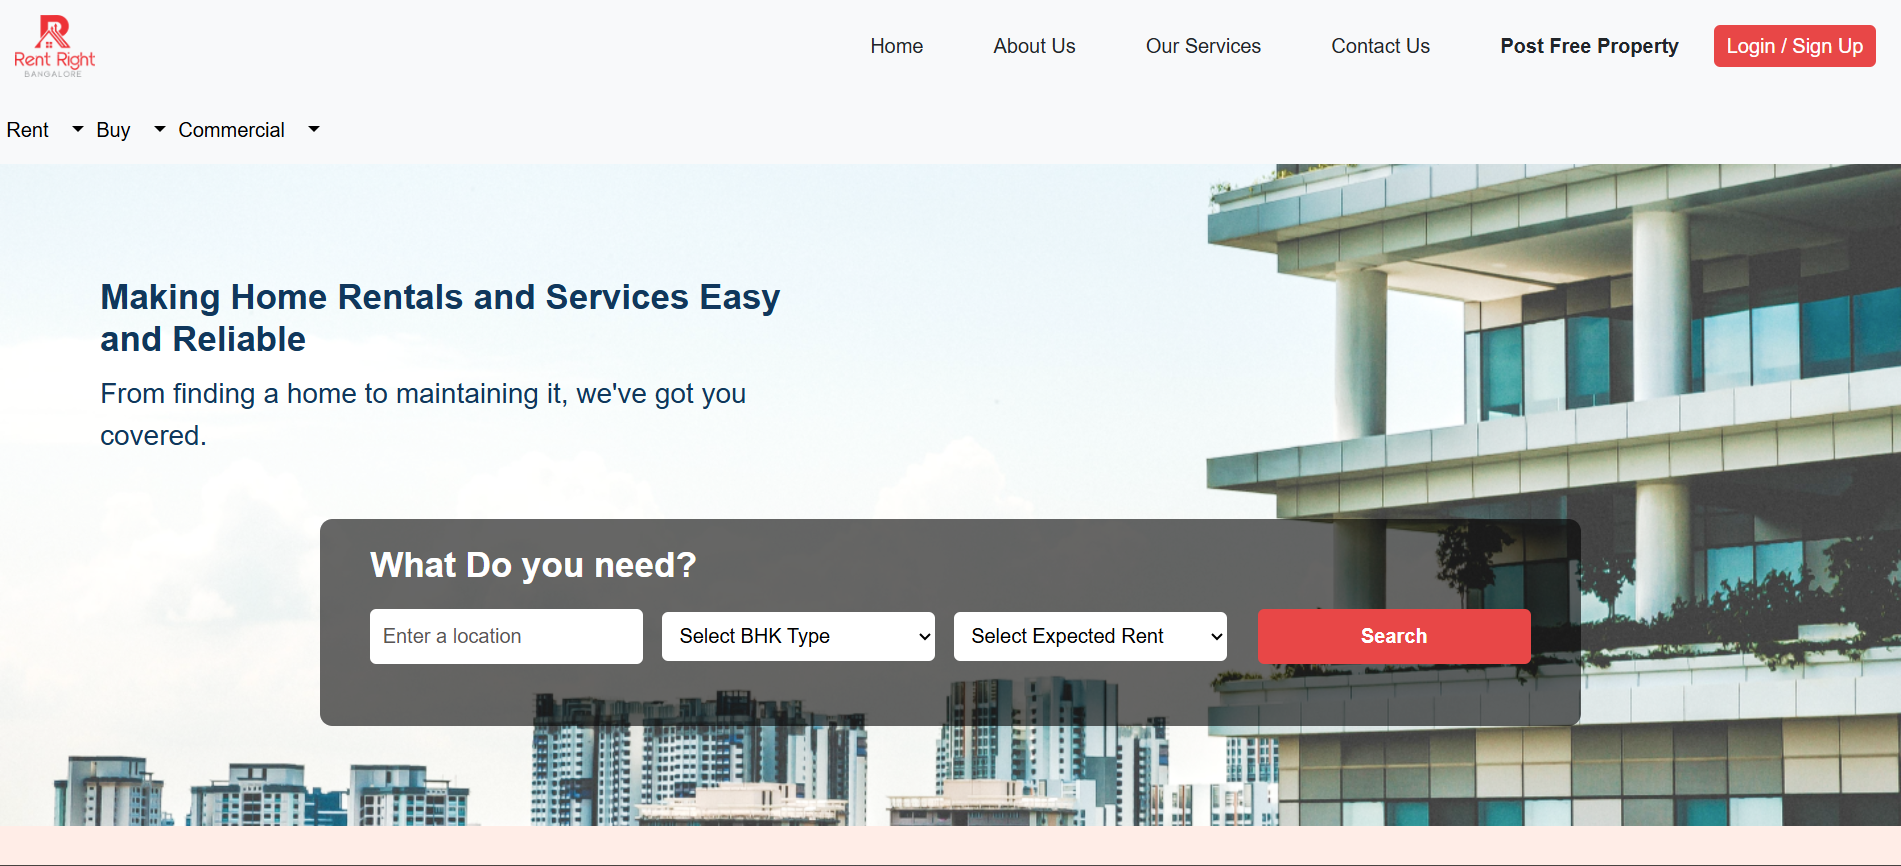 Rent Right
BANGALORE
Home
About Us
Our Services
Contact Us
Post Free Property
Login / Sign Up
Rent
Buy
Commercial
Making Home Rentals and Services Easy
and Reliable
From finding a home to maintaining it, we've got you
covered.
What Do you need?
Enter a location
Select BHK Type
Select Expected Rent
Search